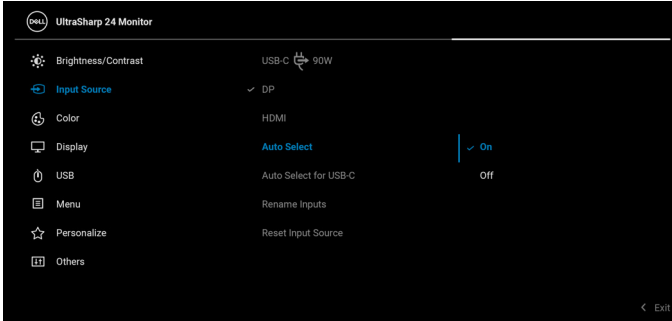 DELL UltraSharp 24 Monitor
Brightness/Contrast USB-C 90W
Input Source DP
Color HDMI
Display Auto Select On
USB Auto Select for USB-C Off
Menu Rename Inputs
Personalize Reset Input Source
Others
Exit